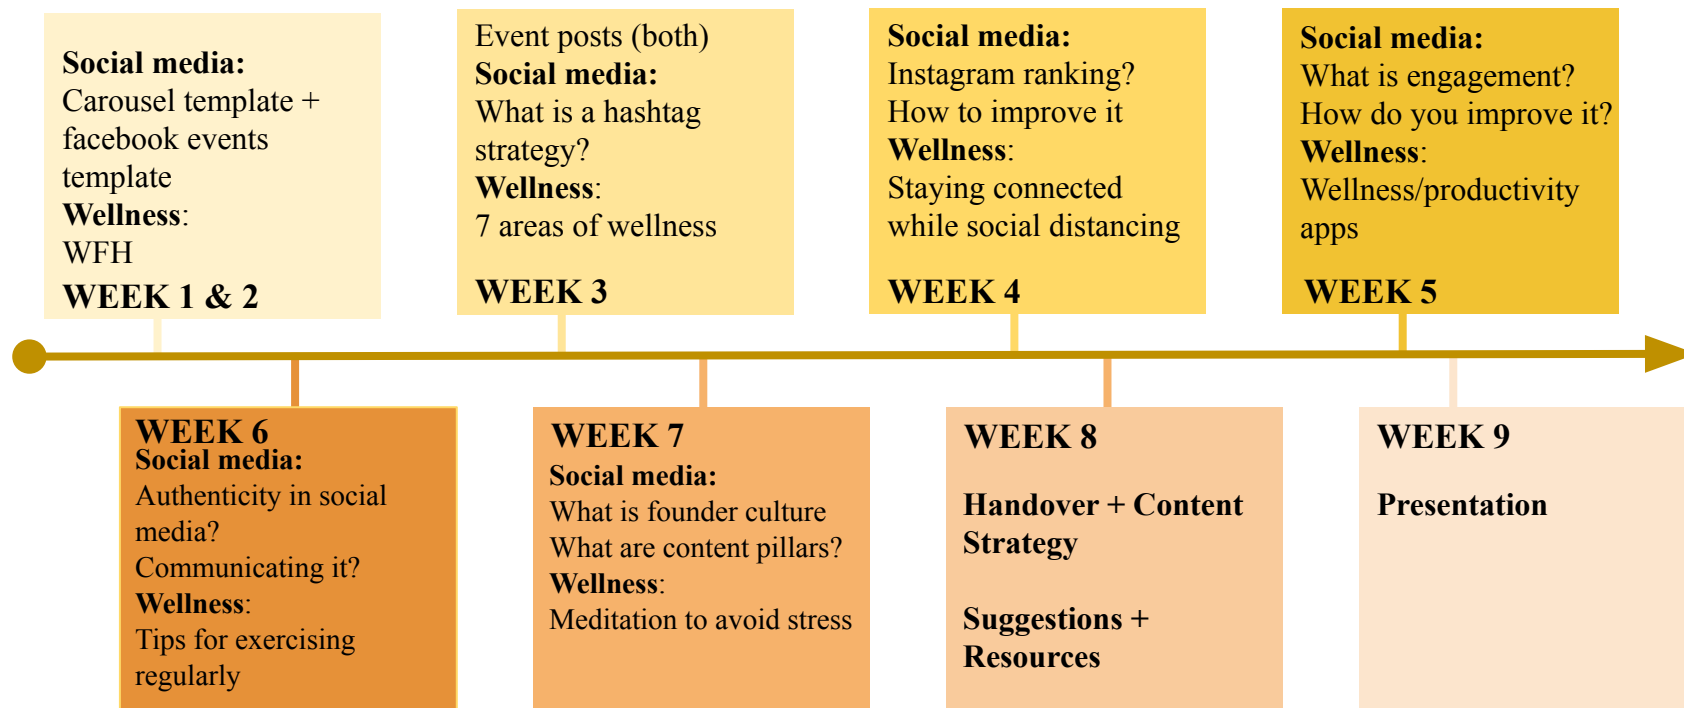 Social media:
Carousel template +
facebook events
template
Wellness:
WFH
WEEK 1 & 2
Event posts (both)
Social media:
What is a hashtag
strategy?
Wellness:
7 areas of wellness
WEEK 3
Social media:
Instagram ranking?
How to improve it
Wellness:
Staying connected
while social distancing
WEEK 4
Social media:
What is engagement?
How do you improve it?
Wellness:
Wellness/productivity
apps
WEEK 5
WEEK 6
Social media:
Authenticity in social
media?
Communicating it?
Wellness:
Tips for exercising
regularly
WEEK 7
Social media:
What is founder culture
What are content pillars?
Wellness:
Meditation to avoid stress
WEEK 8
Handover + Content
Strategy
Suggestions +
Resources
WEEK 9
Presentation